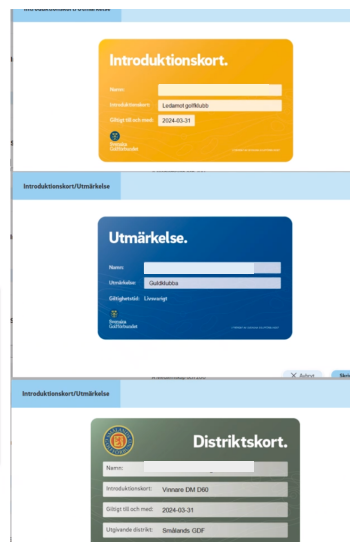 Introduktionskort/Utmärkelse
Introduktionskort.
Namn:
Introduktionskort: Ledamot golfklubb
Giltigt till och med: 2024-03-31
Svenska
Golfförbundet
Introduktionskort/Utmärkelse
Utmärkelse.
Namn:
Utmärkelse: Guldklubba
Giltighetstid: Livsvarigt
Svenska
Golfförbundet
Avbryt
Introduktionskort/Utmärkelse
Distriktskort.
Namn:
Introduktionskort: Vinnare DM D60
Giltigt till och med: 2024-03-31
Utgivande distrikt: Smålands GDF